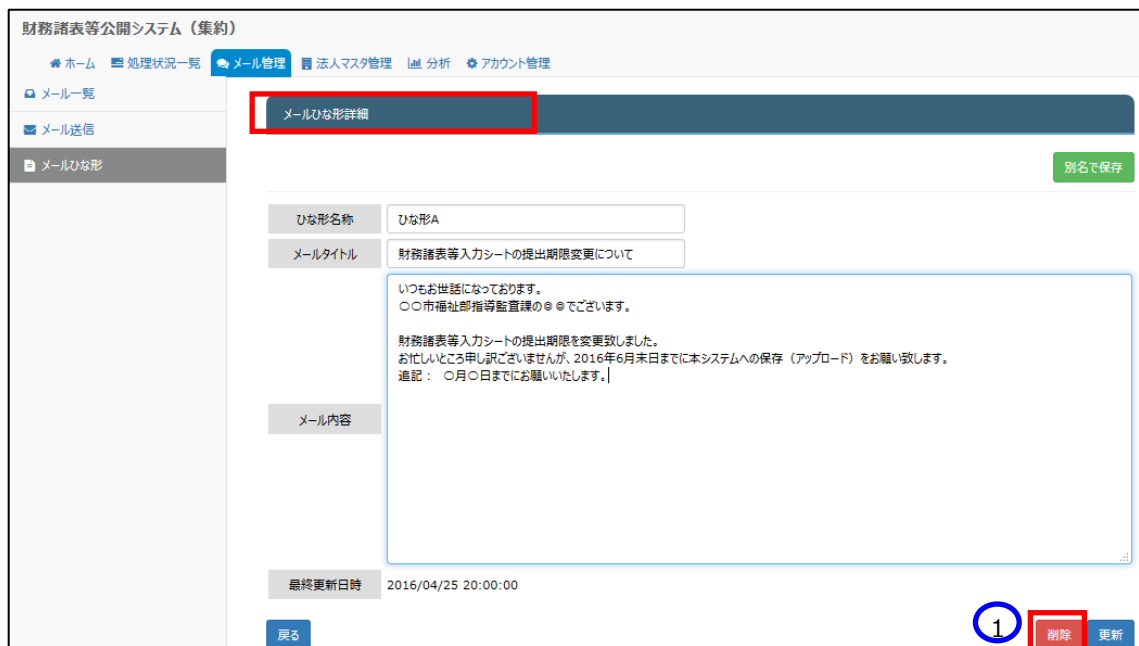 財務諸表等公開システム（集約）
ホーム 処理状況一覧 メール管理 法人マスタ管理 分析 アカウント管理
メール一覧
メール送信
メールひな形
メールひな形詳細
別名で保存
ひな形名称 ひな形A
メールタイトル 財務諸表等入力シートの提出期限変更について
いつもお世話になっております。
〇〇市福祉部指導監査課の◎◎でございます。
財務諸表等入力シートの提出期限を変更致しました。
お忙しいところ申し訳ございませんが、2016年6月末日までに本システムへの保存（アップロード）をお願い致します。
追記： 〇月〇日までにお願いいたします。
メール内容
最終更新日時 2016/04/25 20:00:00
戻る 1 削除 更新